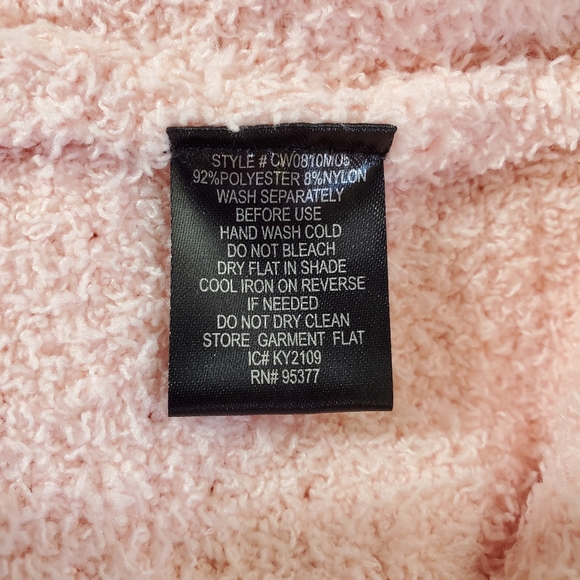 STYLE # CW0810M08
92%POLYESTER 8%NYLON
WASH SEPARATELY
BEFORE USE
HAND WASH COLD
DO NOT BLEACH
DRY FLAT IN SHADE
COOL IRON ON REVERSE
IF NEEDED
DO NOT DRY CLEAN
STORE GARMENT FLAT
IC# KY2109
RN# 95377